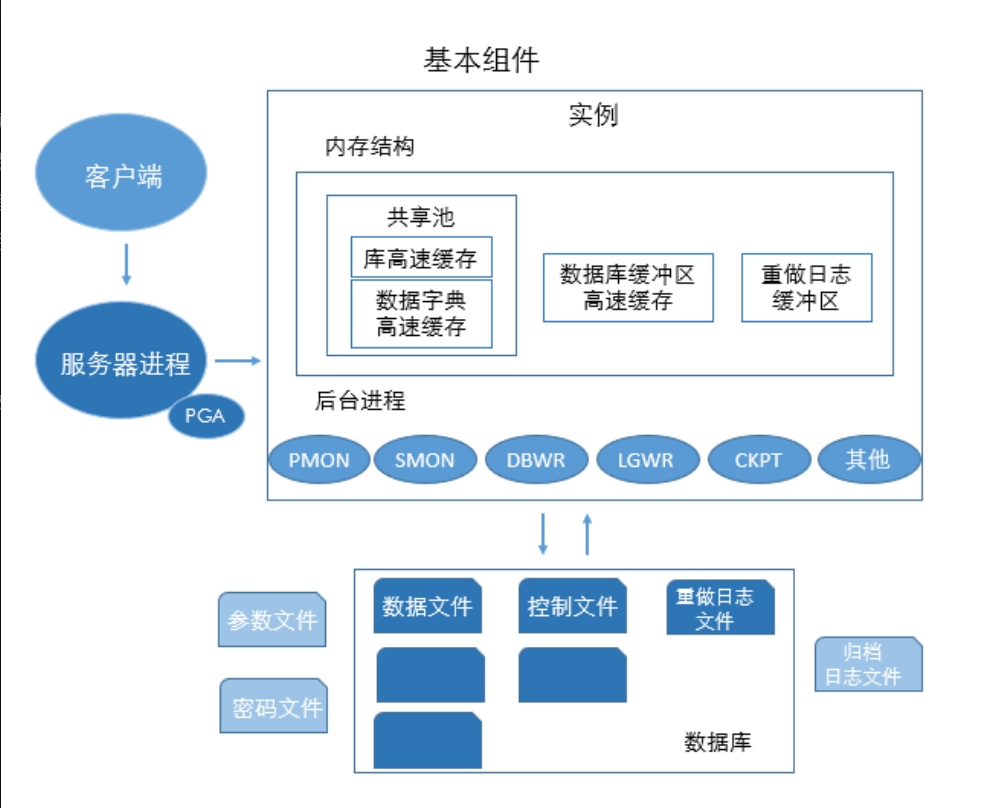 基本组件
实例
内存结构
客户端
共享池
库高速缓存
数据字典
高速缓存
数据库缓冲区
高速缓存
重做日志
缓冲区
服务器进程
PGA
后台进程
PMON
SMON
DBWR
LGWR
CKPT
其他
参数文件
密码文件
数据文件
控制文件
重做日志
文件
数据库
归档
日志文件